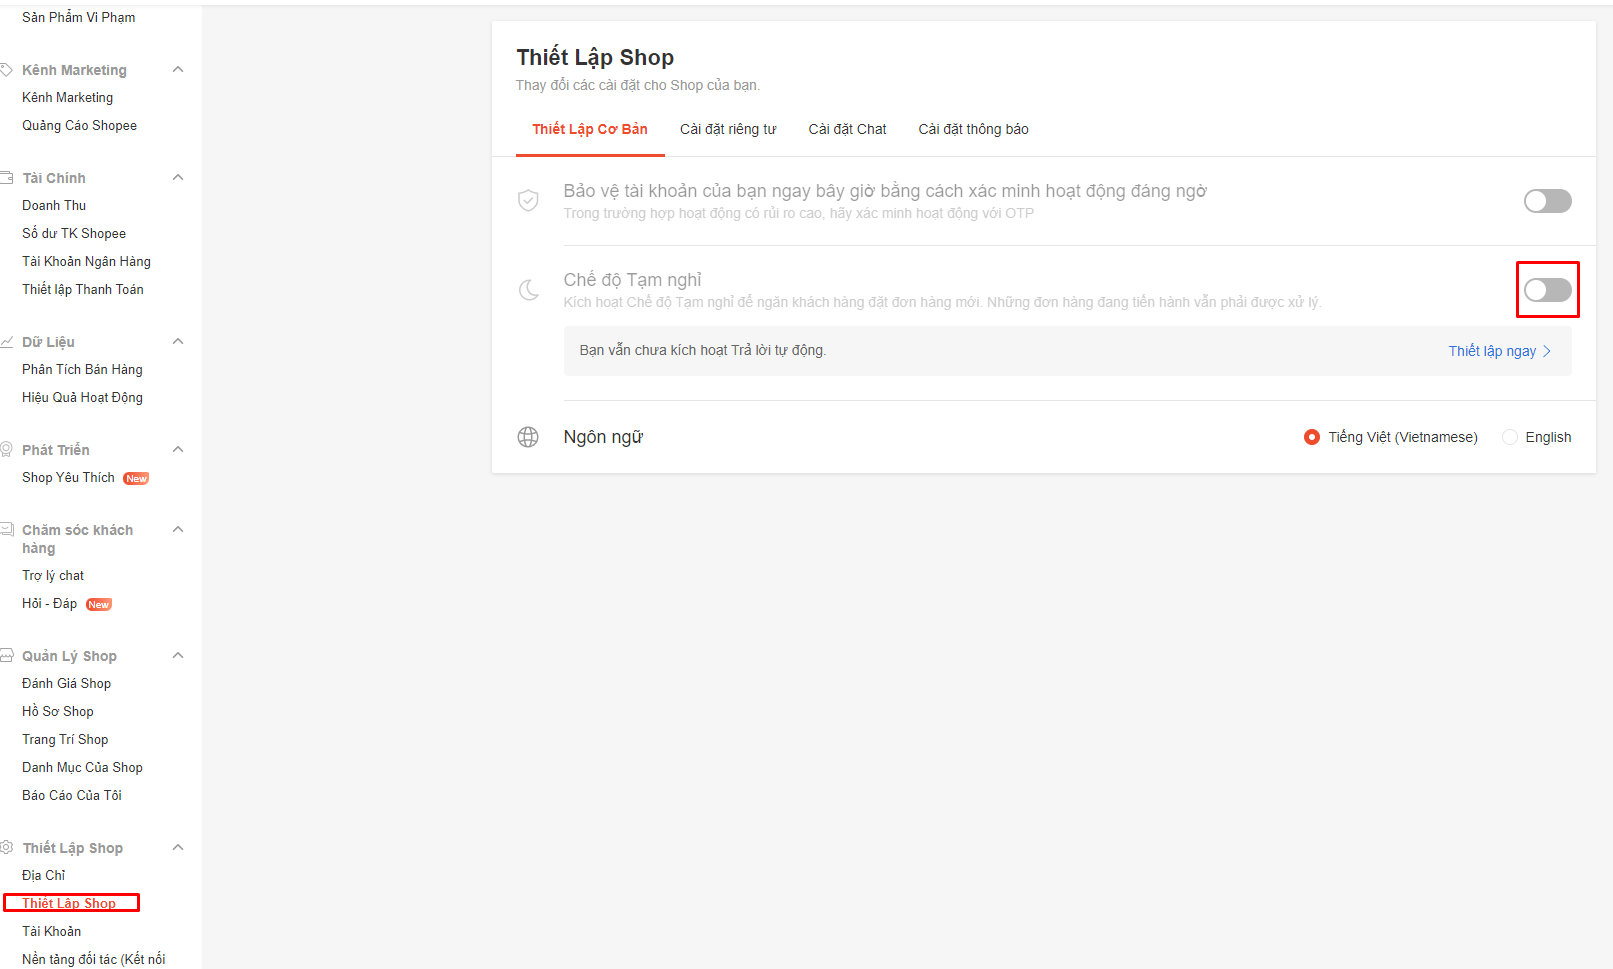 Sản Phẩm Vi Phạm
Kênh Marketing
Kênh Marketing
Quảng Cáo Shopee
Tài Chính
Doanh Thu
Số dư TK Shopee
Tài Khoản Ngân Hàng
Thiết lập Thanh Toán
Dữ Liệu
Phân Tích Bán Hàng
Hiệu Quả Hoạt Động
Phát Triển
Shop Yêu Thích New
Chăm sóc khách
hàng
Trợ lý chat
Hỏi - Đáp New
Quản Lý Shop
Đánh Giá Shop
Hồ Sơ Shop
Trang Trí Shop
Danh Mục Của Shop
Báo Cáo Của Tôi
Thiết Lập Shop
Địa Chỉ
Thiết Lập Shop
Tài Khoản
Nền tảng đối tác (Kết nối
Thiết Lập Shop
Thay đổi các cài đặt cho Shop của bạn.
Thiết Lập Cơ Bản Cài đặt riêng tư Cài đặt Chat Cài đặt thông báo
Bảo vệ tài khoản của bạn ngay bây giờ bằng cách xác minh hoạt động đáng ngờ
Trong trường hợp hoạt động có rủi ro cao, hãy xác minh hoạt động với OTP
Chế độ Tạm nghỉ
Kích hoạt Chế độ Tạm nghỉ để ngăn khách hàng đặt đơn hàng mới. Những đơn hàng đang tiến hành vẫn phải được xử lý.
Bạn vẫn chưa kích hoạt Trả lời tự động. Thiết lập ngay
Ngôn ngữ Tiếng Việt (Vietnamese) English